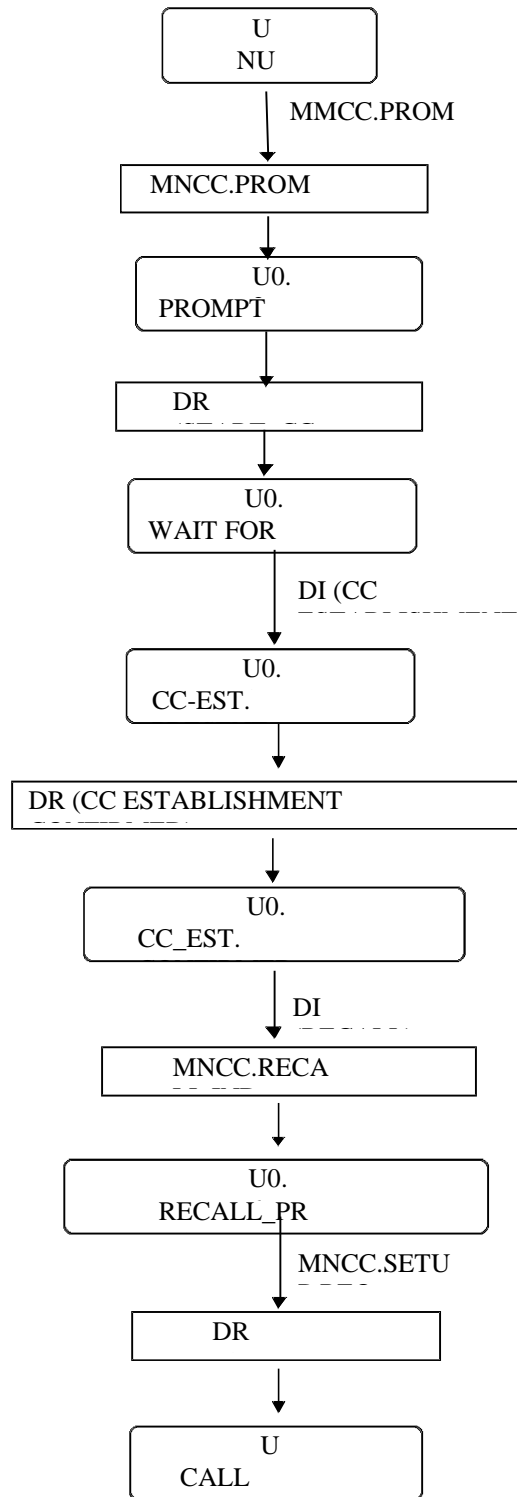 U
NU
MMCC.PROM
MNCC.PROM
U0.
PROMPT
DR
U0.
WAIT FOR
DI (CC
U0.
CC-EST.
DR (CC ESTABLISHMENT
U0.
CC_EST.
DI
MNCC.RECA
U0.
RECALL_PR
MNCC.SETU
DR
U
CALL